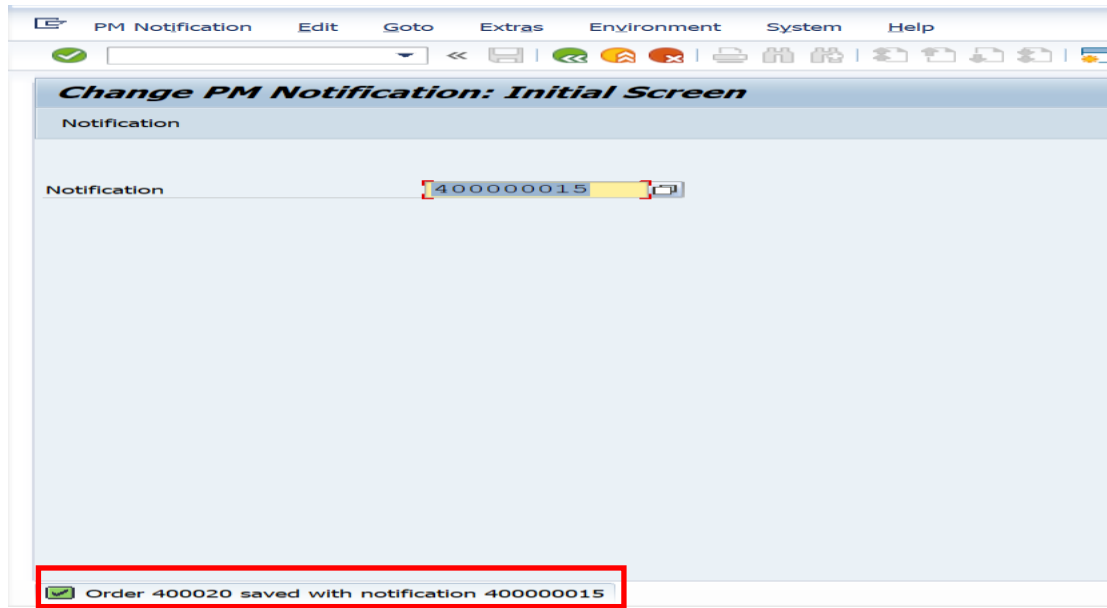 PM Notification Edit Goto Extras Environment System Help
Change PM Notification: Initial Screen
Notification
Notification 400000015
Order 400020 saved with notification 400000015